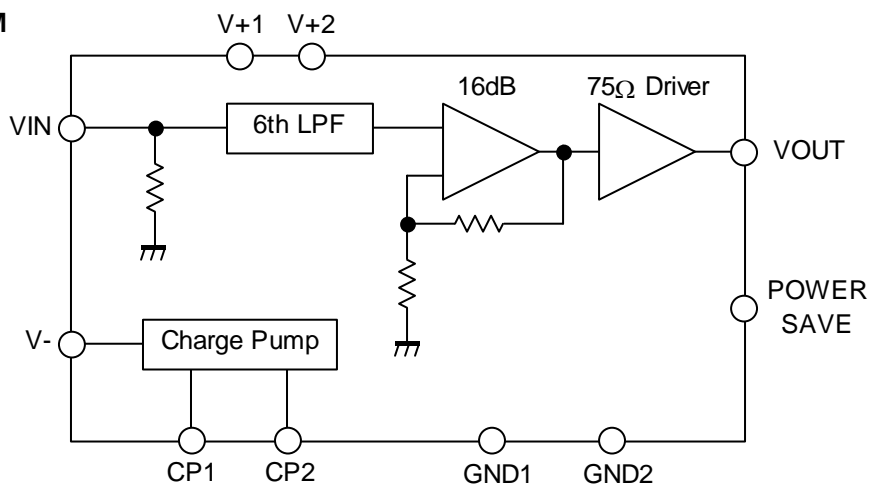 M
V+1 V+2
16dB 75Ω Driver
VIN 6th LPF
VOUT
POWER
SAVE
V- Charge Pump
CP1 CP2 GND1 GND2